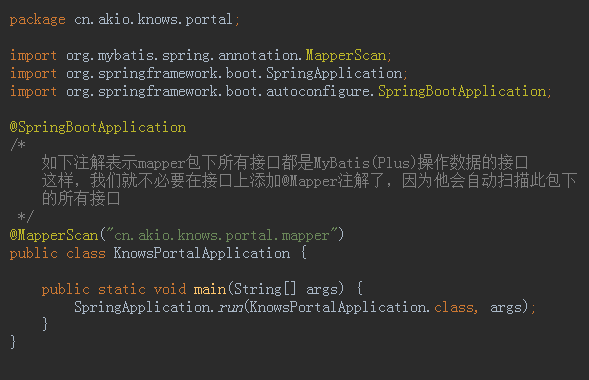 package cn.akio.knows.portal;
import org.mybatis.spring.annotation.MapperScan;
import org.springframework.boot.SpringApplication;
import org.springframework.boot.autoconfigure.SpringBootApplication;
@SpringBootApplication
/*
如下注解表示mapper包下所有接口都是MyBatis(Plus)操作数据的接口
这样，我们就不必要在接口上添加@Mapper注解了，因为他会自动扫描此包下
的所有接口
*/
@MapperScan("cn.akio.knows.portal.mapper")
public class KnowsPortalApplication {
public static void main(String[] args) {
SpringApplication.run(KnowsPortalApplication.class, args);
}
}